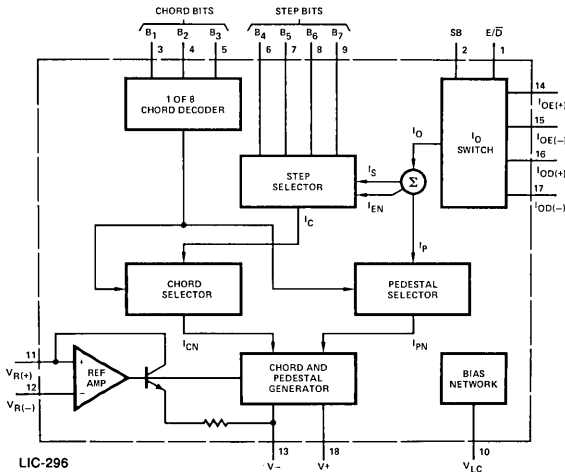 CHORD BITS
STEP BITS
B1 B2 B3 B4 B5 B6 B7 SB E/D̅
3 4 5 6 7 8 9 2 1
1 OF 8
CHORD DECODER
14
IOE(+)
15
IOE(−)
16
IOD(+)
17
IOD(−)
IO
SWITCH
IO
STEP
SELECTOR
IS
Σ
IEN
IC
IP
CHORD
SELECTOR
PEDESTAL
SELECTOR
ICN
IPN
11
VR(+)
12
VR(−)
+
−
REF
AMP
CHORD AND
PEDESTAL
GENERATOR
BIAS
NETWORK
13
V−
18
V+
10
VLC
LIC-296